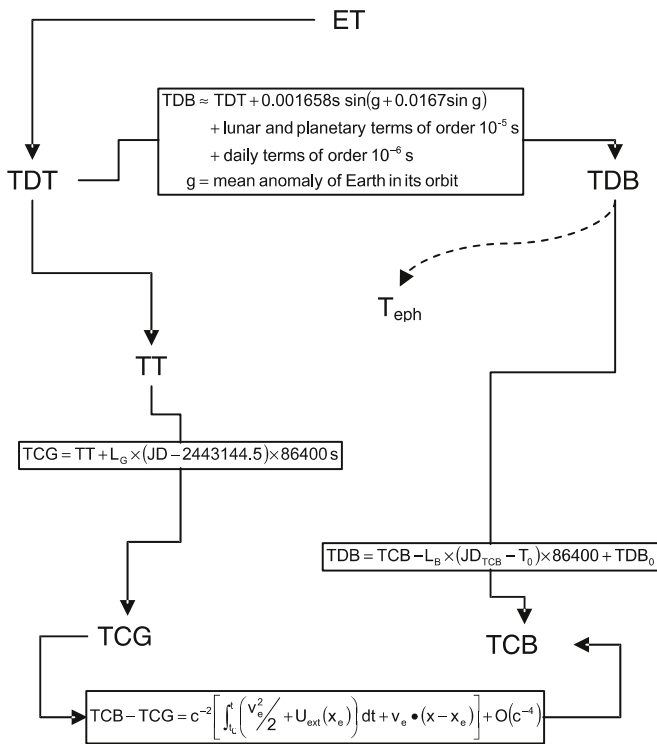 ET
TDB ≈ TDT + 0.001658s sin(g + 0.0167sin g)
+ lunar and planetary terms of order 10⁻⁵ s
+ daily terms of order 10⁻⁶ s
g = mean anomaly of Earth in its orbit
TDT
TDB
T_eph
TT
TCG = TT + L_G × (JD − 2443144.5) × 86400 s
TDB = TCB − L_B × (JD_TCB − T₀) × 86400 + TDB₀
TCG
TCB
TCB − TCG = c⁻² [ ∫_{t₀}^{t} ( v_e²/2 + U_ext(x_e) ) dt + v_e • (x − x_e) ] + O(c⁻⁴)